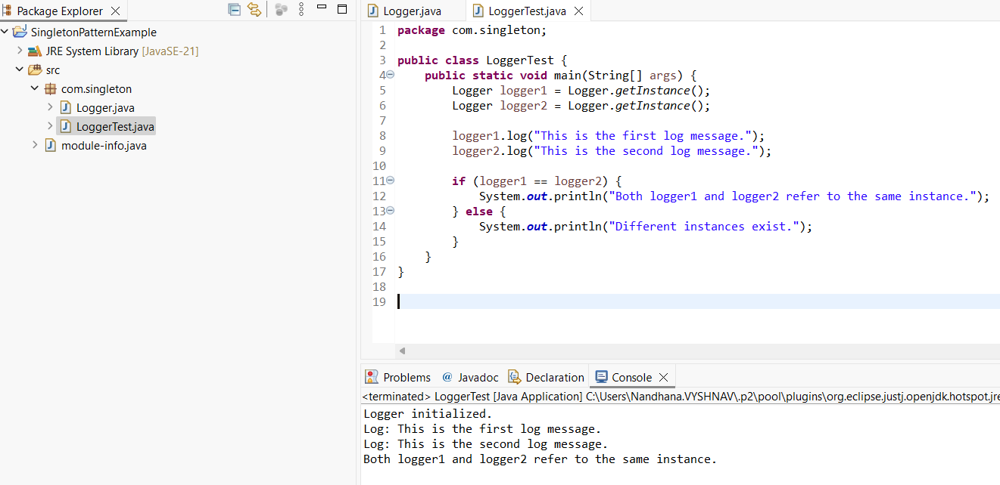 Package Explorer
SingletonPatternExample
JRE System Library [JavaSE-21]
src
com.singleton
Logger.java
LoggerTest.java
module-info.java
Logger.java
LoggerTest.java
1 package com.singleton;
2
3 public class LoggerTest {
4 public static void main(String[] args) {
5 Logger logger1 = Logger.getInstance();
6 Logger logger2 = Logger.getInstance();
7
8 logger1.log("This is the first log message.");
9 logger2.log("This is the second log message.");
10
11 if (logger1 == logger2) {
12 System.out.println("Both logger1 and logger2 refer to the same instance.");
13 } else {
14 System.out.println("Different instances exist.");
15 }
16 }
17 }
18
19
Problems @ Javadoc Declaration Console
<terminated> LoggerTest [Java Application] C:\Users\Nandhana.VYSHNAV\.p2\pool\plugins\org.eclipse.justj.openjdk.hotspot.jre
Logger initialized.
Log: This is the first log message.
Log: This is the second log message.
Both logger1 and logger2 refer to the same instance.